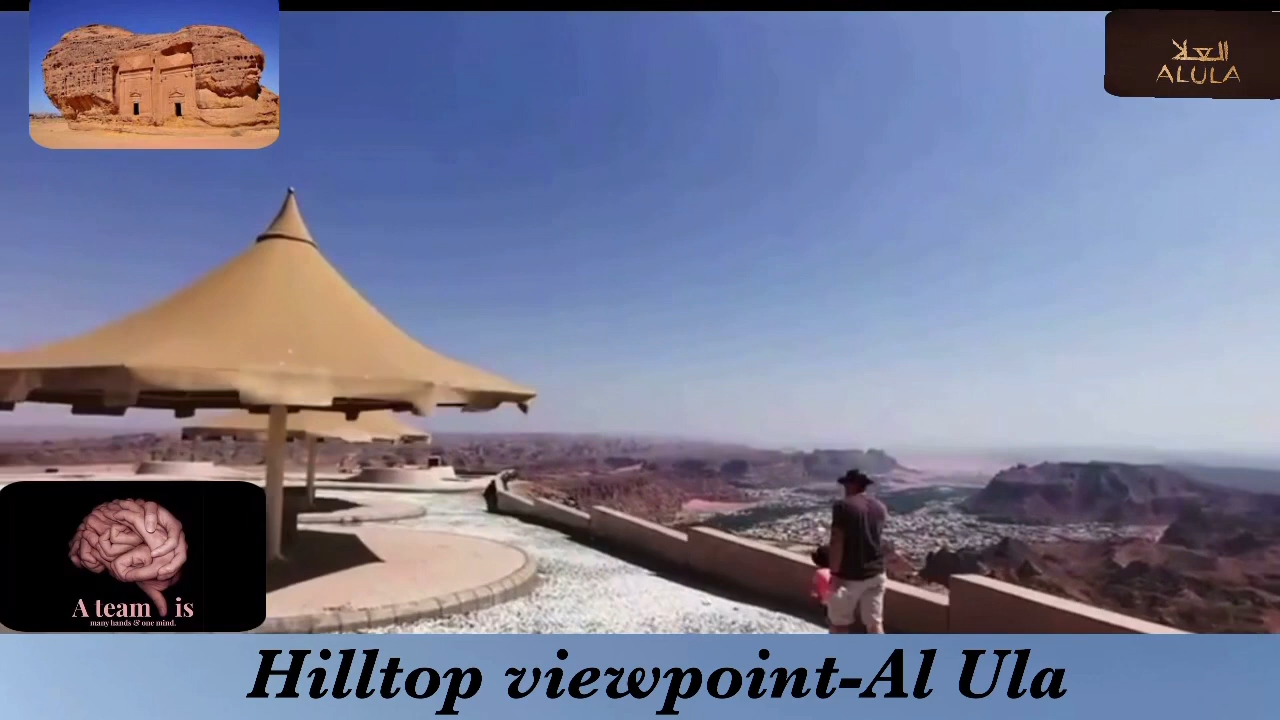 العلا
ALULA
A team is
many hands & one mind.
Hilltop viewpoint-Al Ula